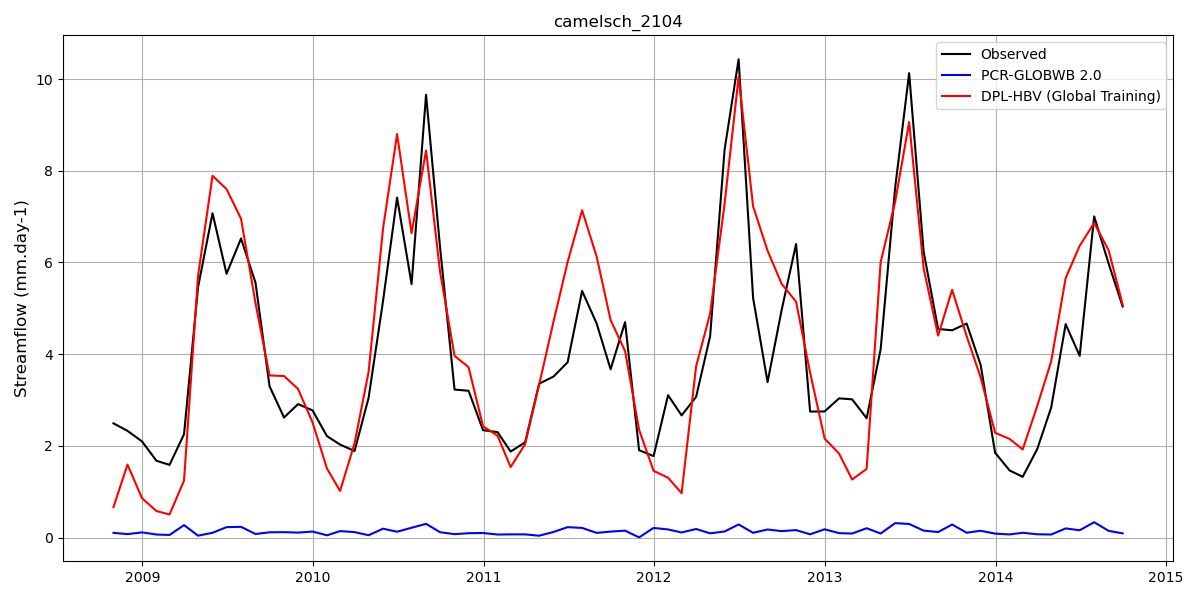 camelsch_2104
Streamflow (mm.day-1)
10
8
6
4
2
0
Observed
PCR-GLOBWB 2.0
DPL-HBV (Global Training)
2009 2010 2011 2012 2013 2014 2015